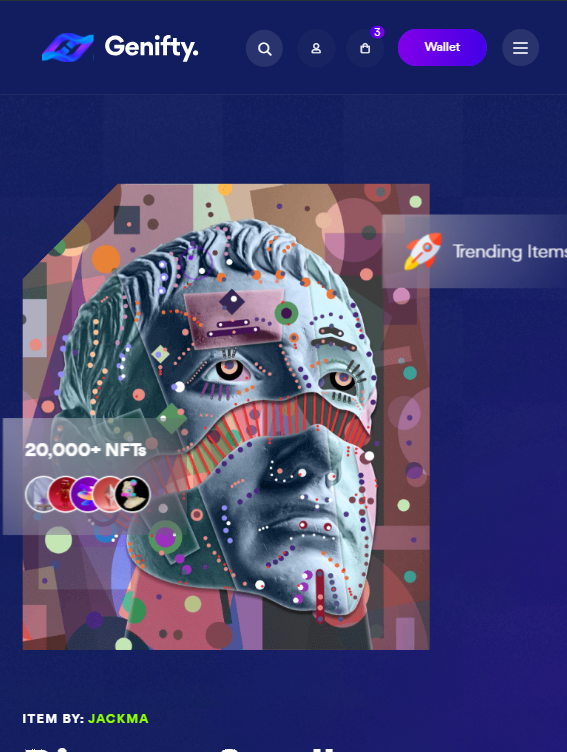 Genifty.
3
Wallet
Trending Items
20,000+ NFTs
ITEM BY: JACKMA